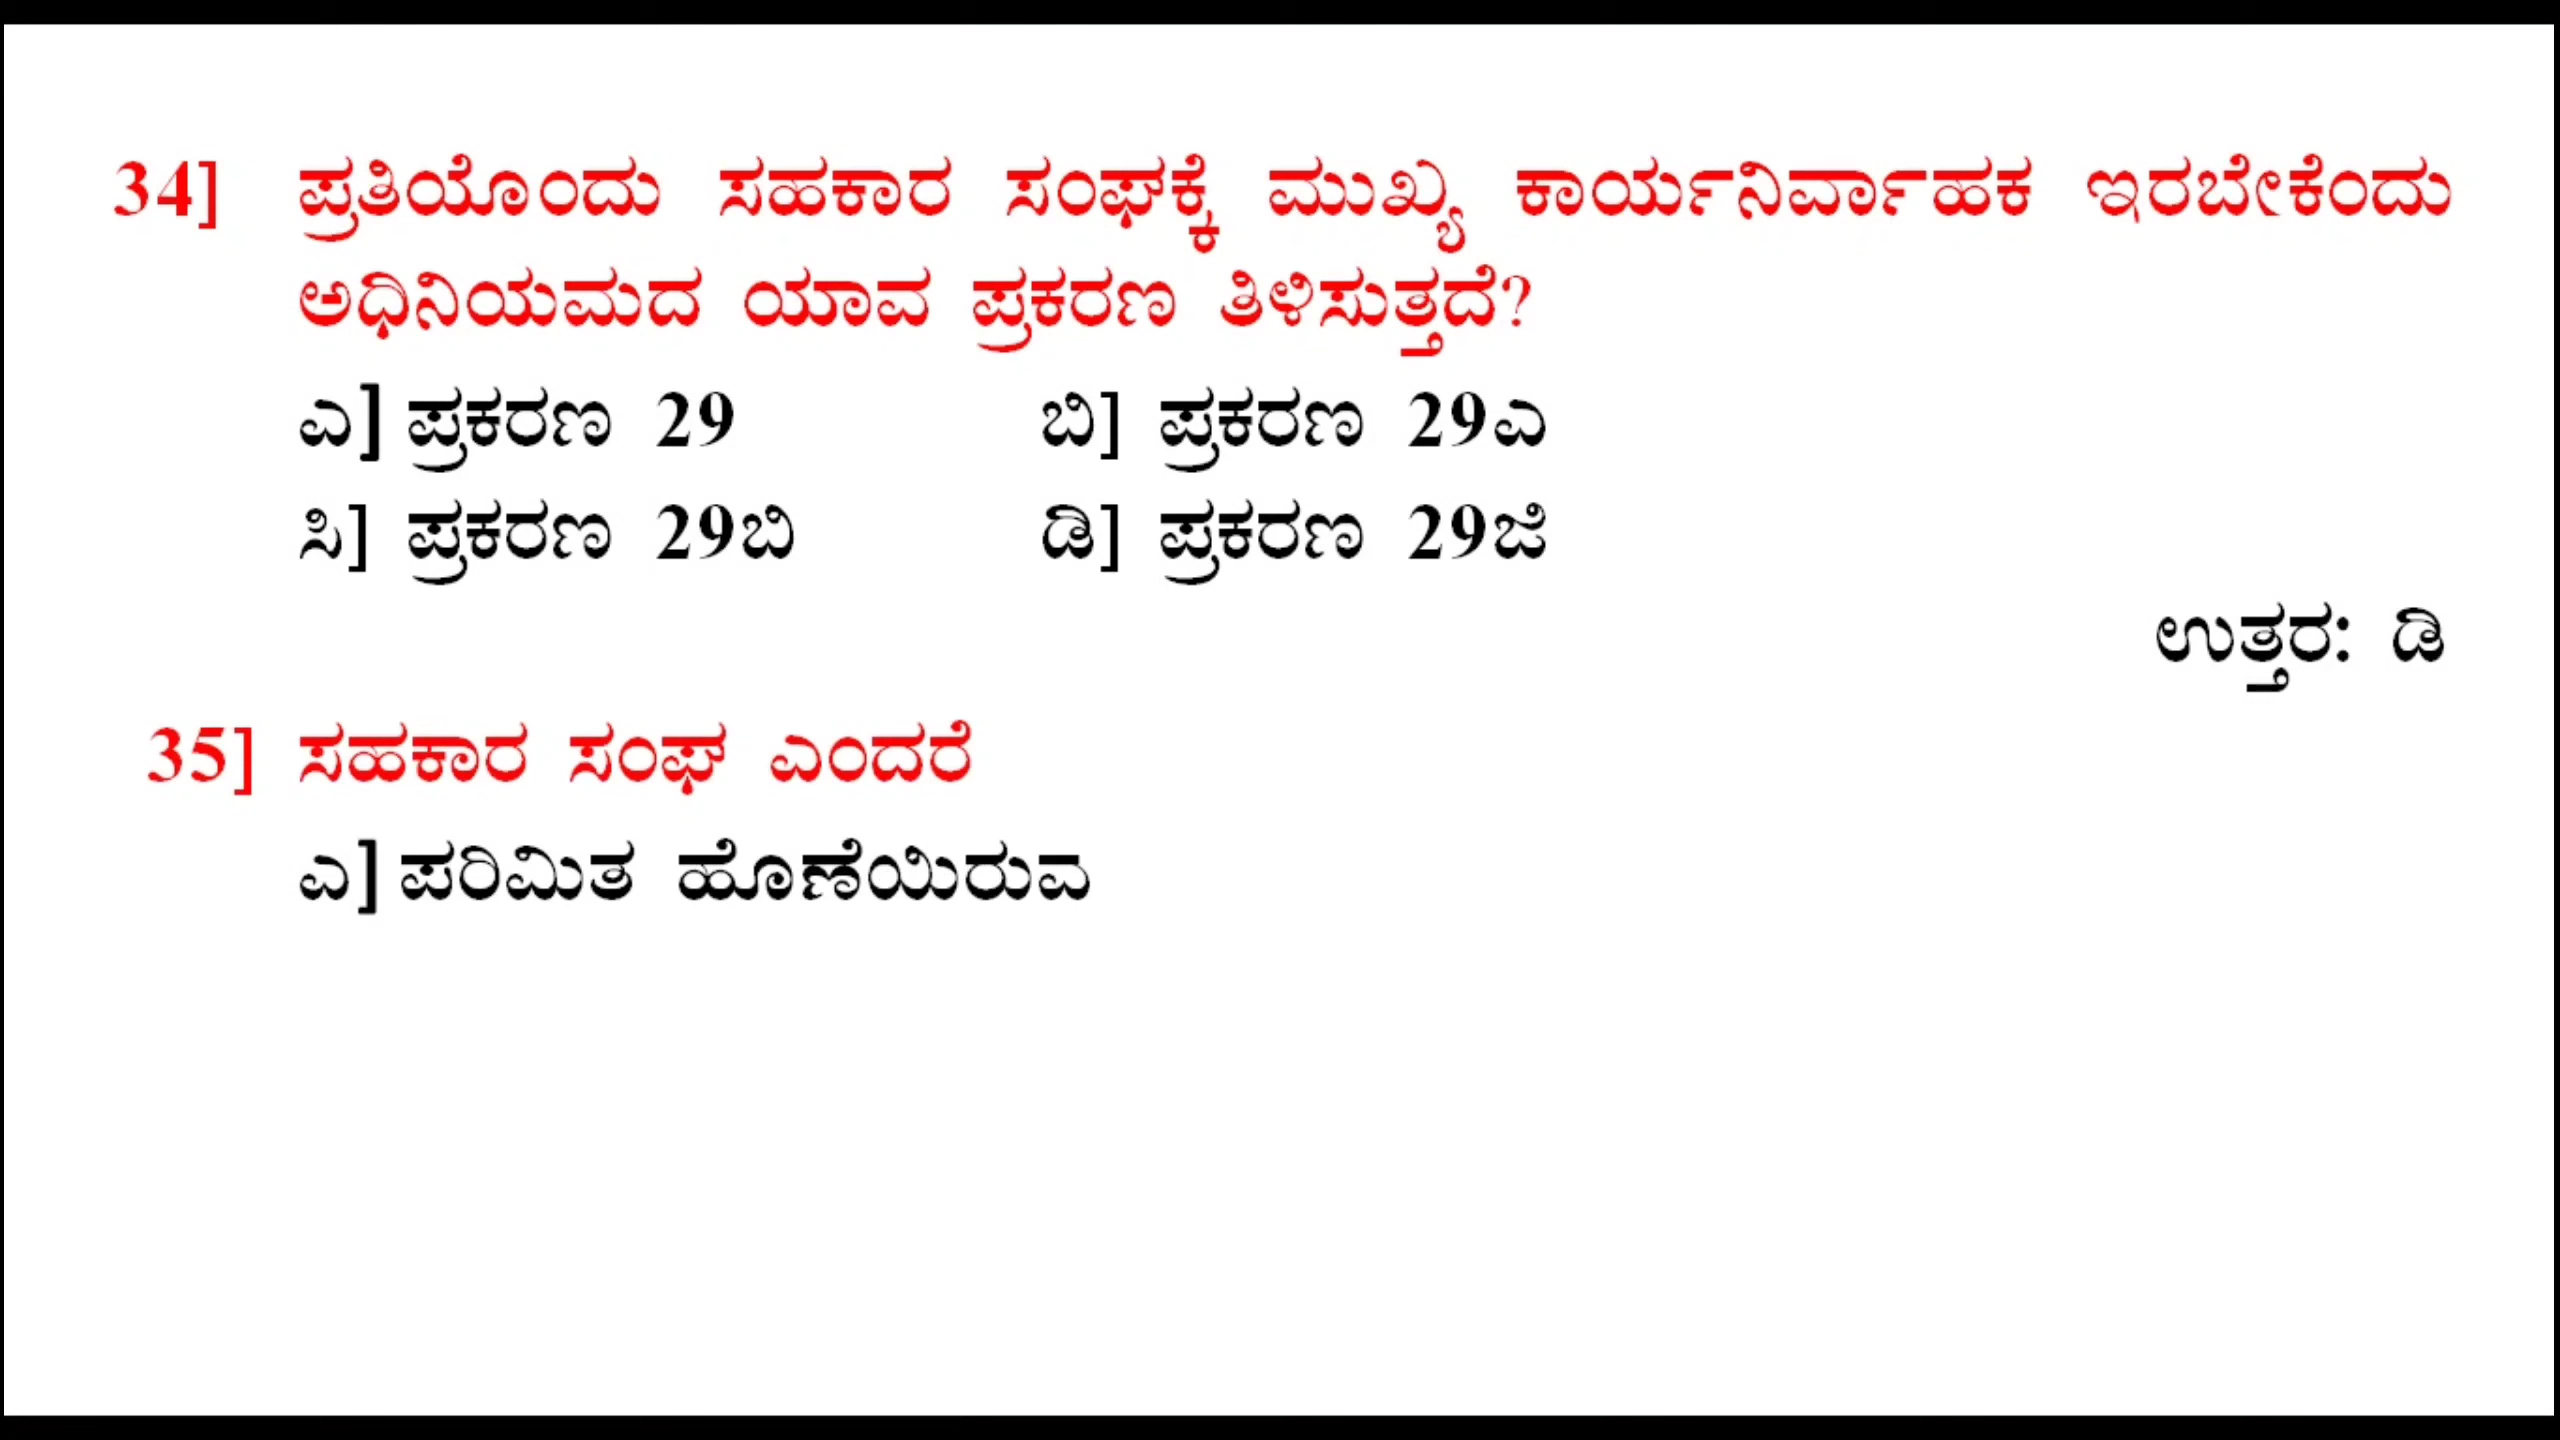 34] ಪ್ರತಿಯೊಂದು ಸಹಕಾರ ಸಂಘಕ್ಕೆ ಮುಖ್ಯ ಕಾರ್ಯನಿರ್ವಾಹಕ ಇರಬೇಕೆಂದು
ಅಧಿನಿಯಮದ ಯಾವ ಪ್ರಕರಣ ತಿಳಿಸುತ್ತದೆ?
ಎ] ಪ್ರಕರಣ 29 ಬಿ] ಪ್ರಕರಣ 29ಎ
ಸಿ] ಪ್ರಕರಣ 29ಬಿ ಡಿ] ಪ್ರಕರಣ 29ಜಿ
ಉತ್ತರ: ಡಿ
35] ಸಹಕಾರ ಸಂಘ ಎಂದರೆ
ಎ] ಪರಿಮಿತ ಹೊಣೆಯಿರುವ